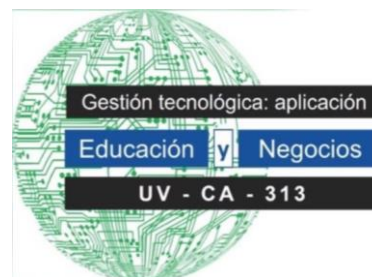 Gestión tecnológica: aplicación
Educación y Negocios
UV - CA - 313